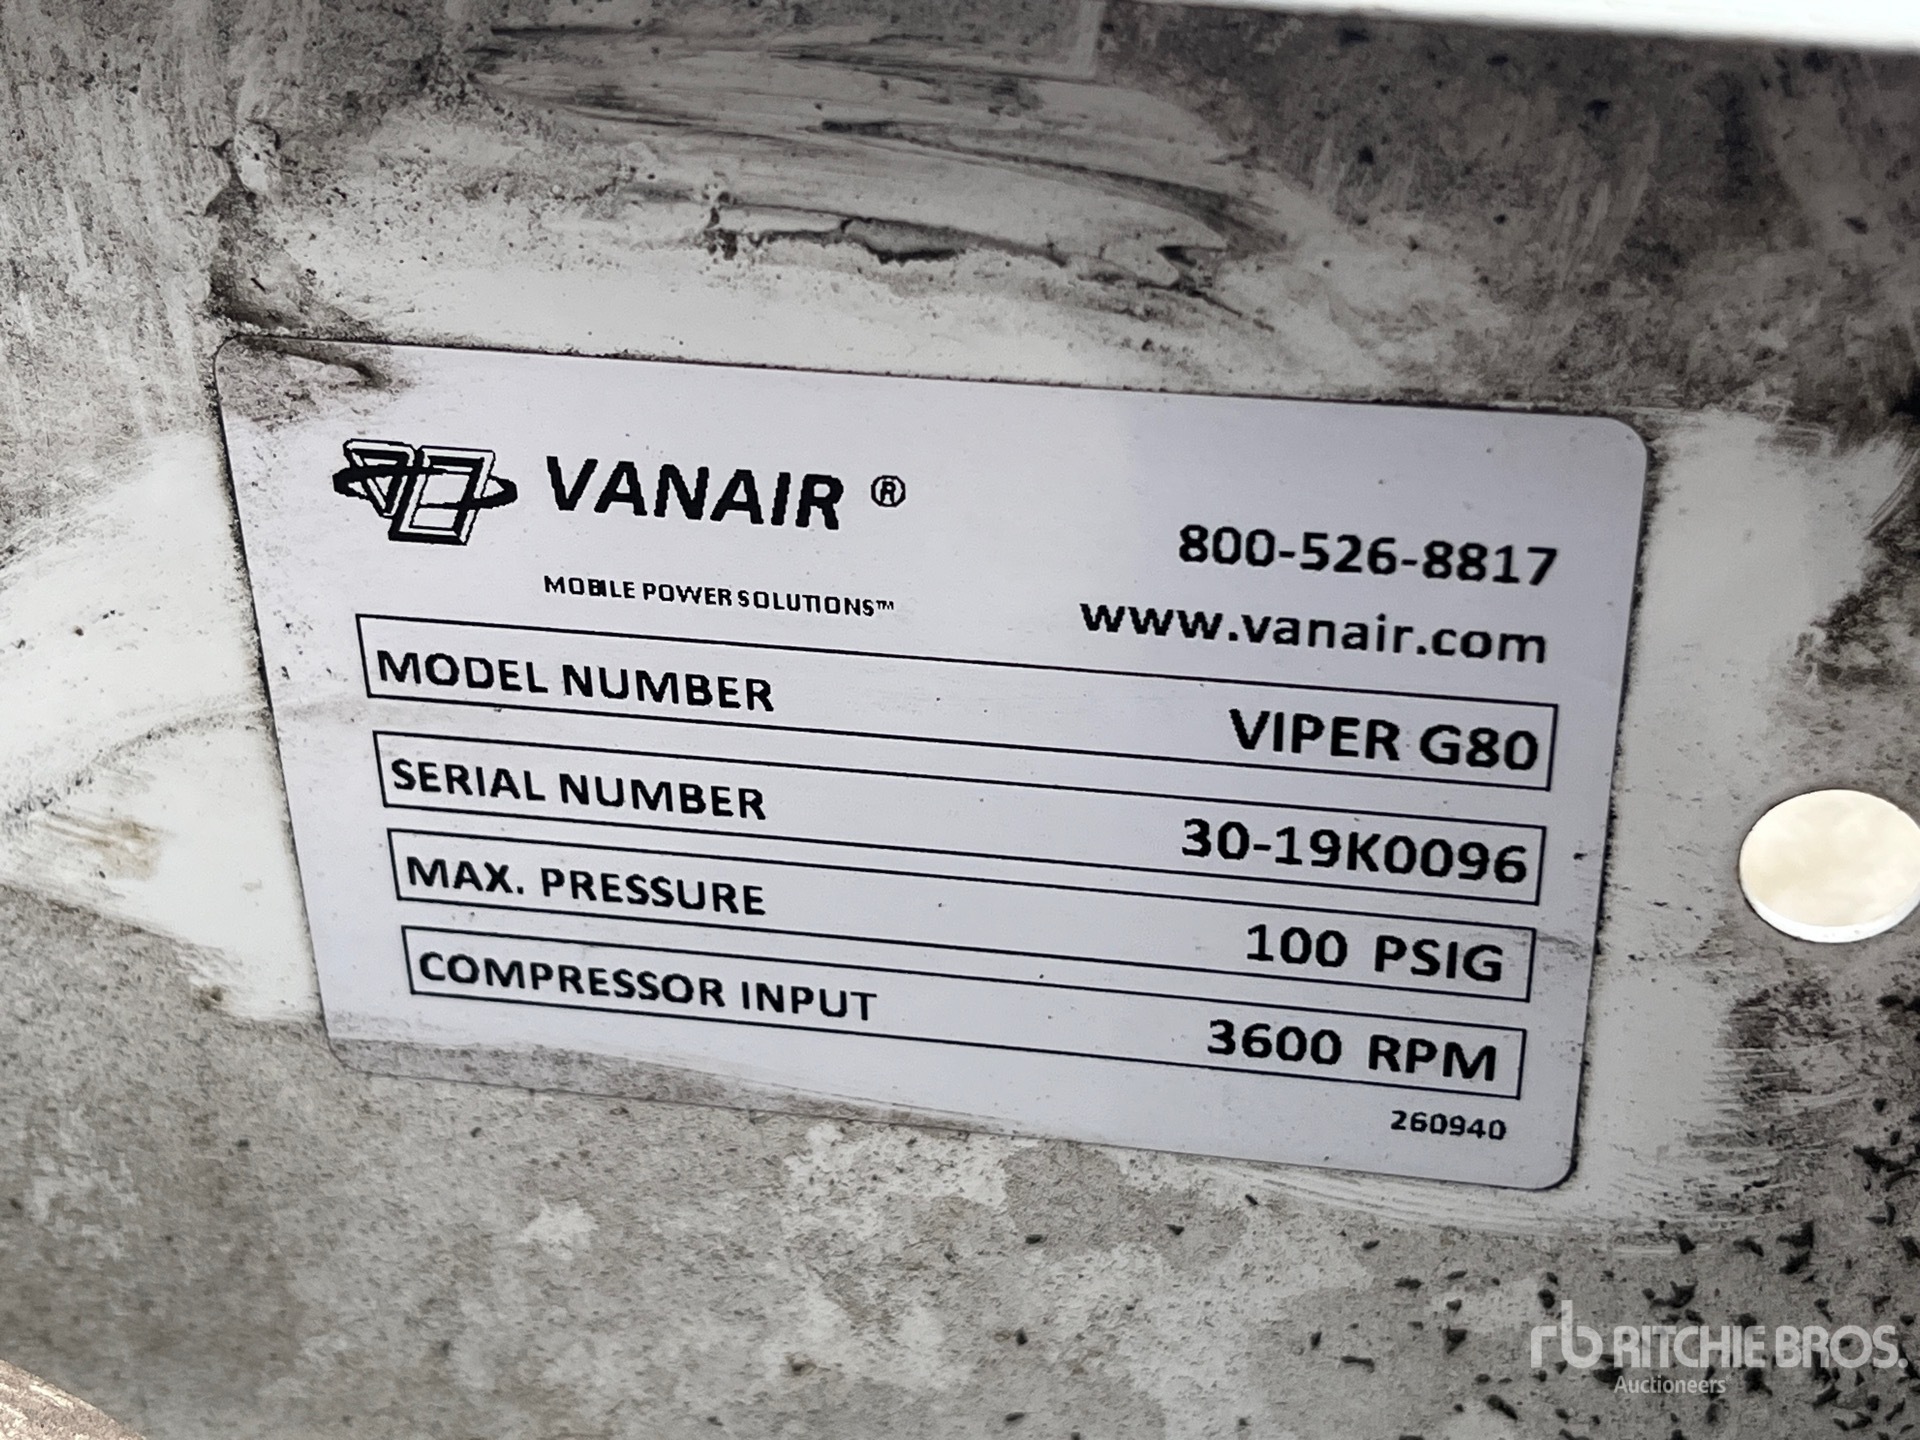 VANAIR ®
MOBILE POWER SOLUTIONS™
800-526-8817
www.vanair.com
MODEL NUMBER VIPER G80
SERIAL NUMBER 30-19K0096
MAX. PRESSURE 100 PSIG
COMPRESSOR INPUT 3600 RPM
260940
rb RITCHIE BROS.
Auctioneers